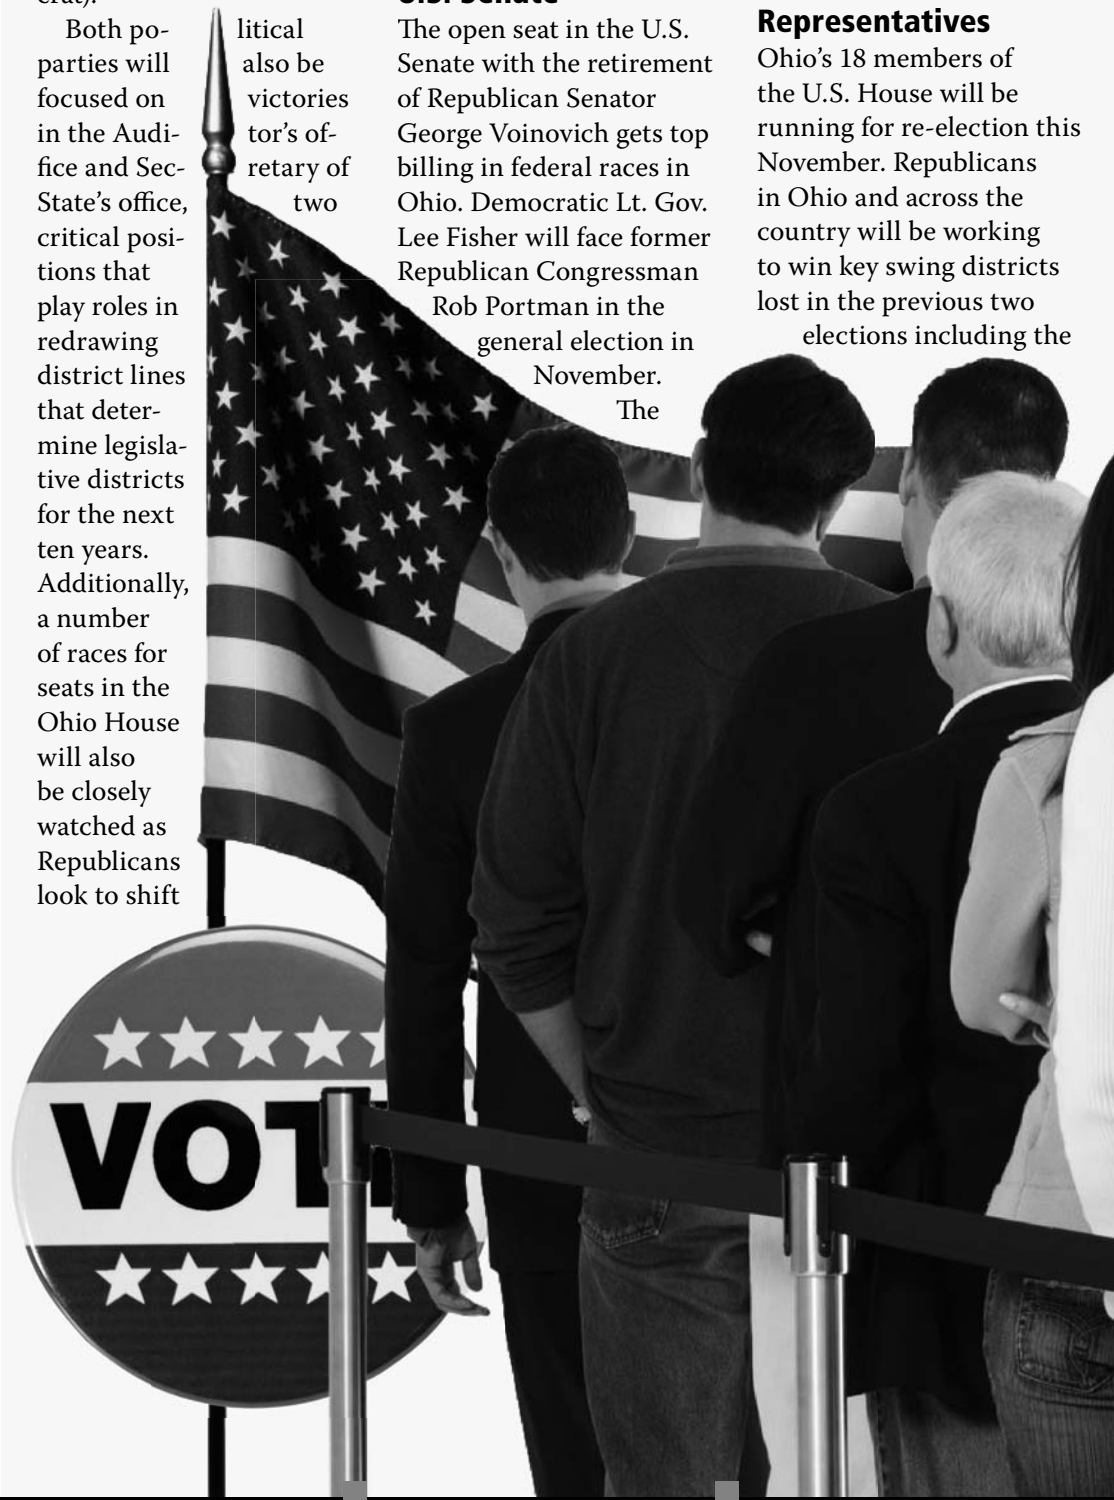 crat).
Both po- litical
parties will also be
focused on victories
in the Audi- tor's of-
fice and Sec- retary of
State's office, two
critical posi-
tions that
play roles in
redrawing
district lines
that deter-
mine legisla-
tive districts
for the next
ten years.
Additionally,
a number
of races for
seats in the
Ohio House
will also
be closely
watched as
Republicans
look to shift
U.S. Senate
The open seat in the U.S.
Senate with the retirement
of Republican Senator
George Voinovich gets top
billing in federal races in
Ohio. Democratic Lt. Gov.
Lee Fisher will face former
Republican Congressman
Rob Portman in the
general election in
November.
The
Representatives
Ohio's 18 members of
the U.S. House will be
running for re-election this
November. Republicans
in Ohio and across the
country will be working
to win key swing districts
lost in the previous two
elections including the
VOT